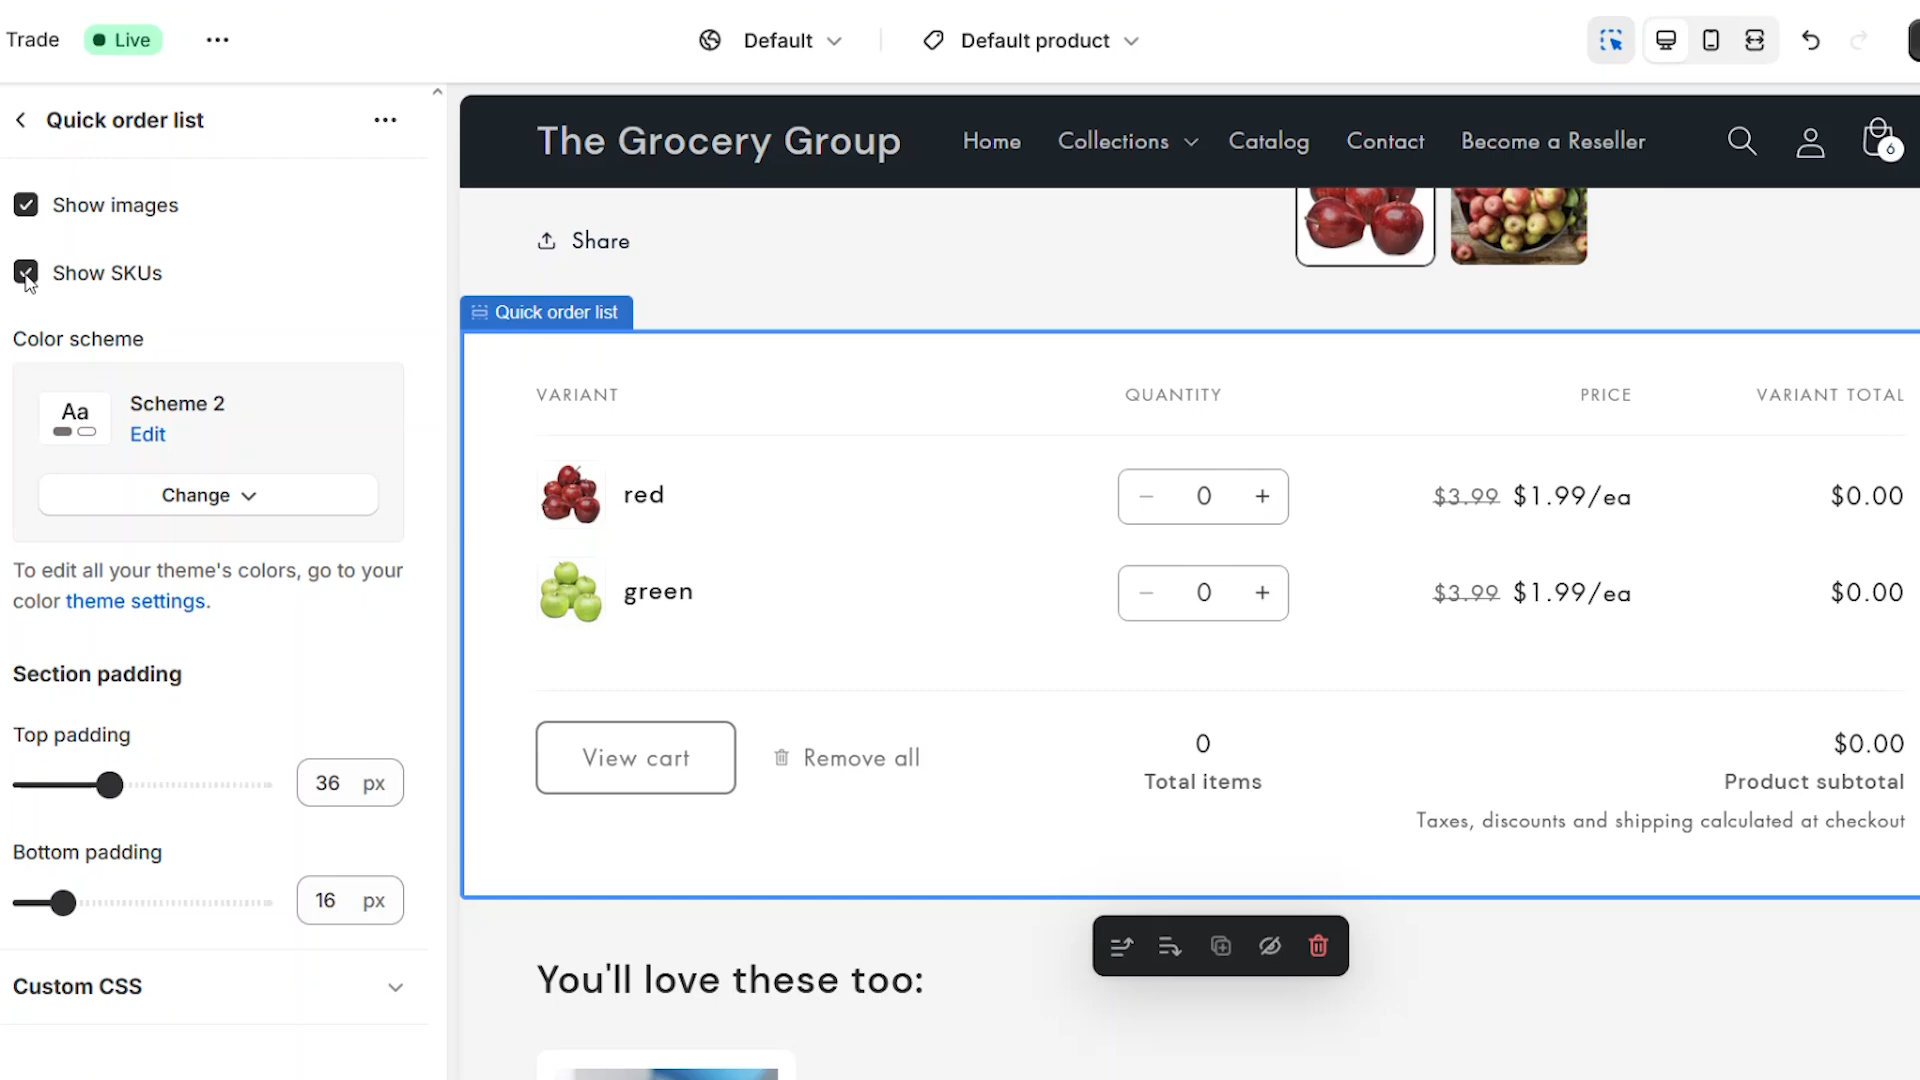 Trade
Live
Default
Default product
Quick order list
Show images
Show SKUs
Color scheme
Aa
Scheme 2
Edit
Change
To edit all your theme's colors, go to your
color theme settings.
Section padding
Top padding
36 px
Bottom padding
16 px
Custom CSS
The Grocery Group
Home
Collections
Catalog
Contact
Become a Reseller
6
Share
Quick order list
VARIANT QUANTITY PRICE VARIANT TOTAL
red 0 $3.99 $1.99/ea $0.00
green 0 $3.99 $1.99/ea $0.00
View cart
Remove all
0
Total items
$0.00
Product subtotal
Taxes, discounts and shipping calculated at checkout
You'll love these too: